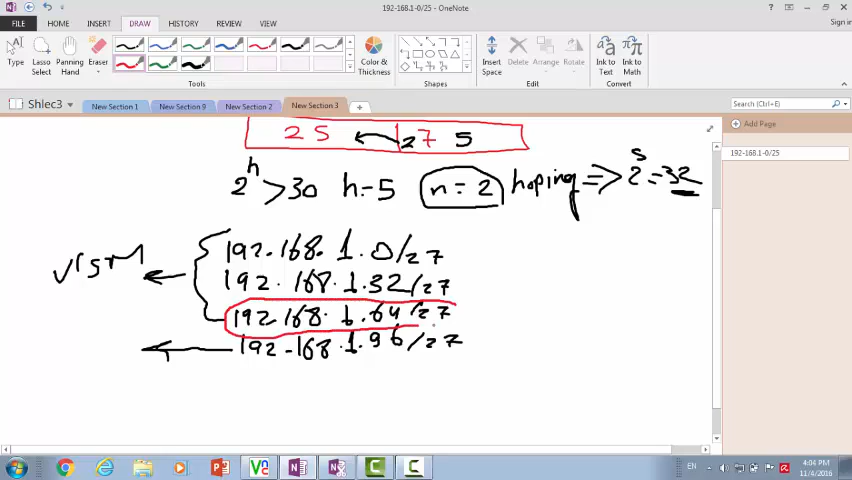 192-168.1-0/25 - OneNote
FILE HOME INSERT DRAW HISTORY REVIEW VIEW
Sign in
Type Lasso Select Panning Hand Eraser Color & Thickness Insert Space Delete Arrange Rotate Ink to Text Ink to Math
Tools Shapes Edit Convert
Shlec3 New Section 1 New Section 9 New Section 2 New Section 3 Search (Ctrl+E)
Add Page
192-168.1-0/25
25 27 5
2^h>30 h=5 n=2 hoping => 2^5=32
192.168.1.0/27
192.168.1.32/27
192.168.1.64/27
192.168.1.96/27
EN 4:04 PM
11/4/2016